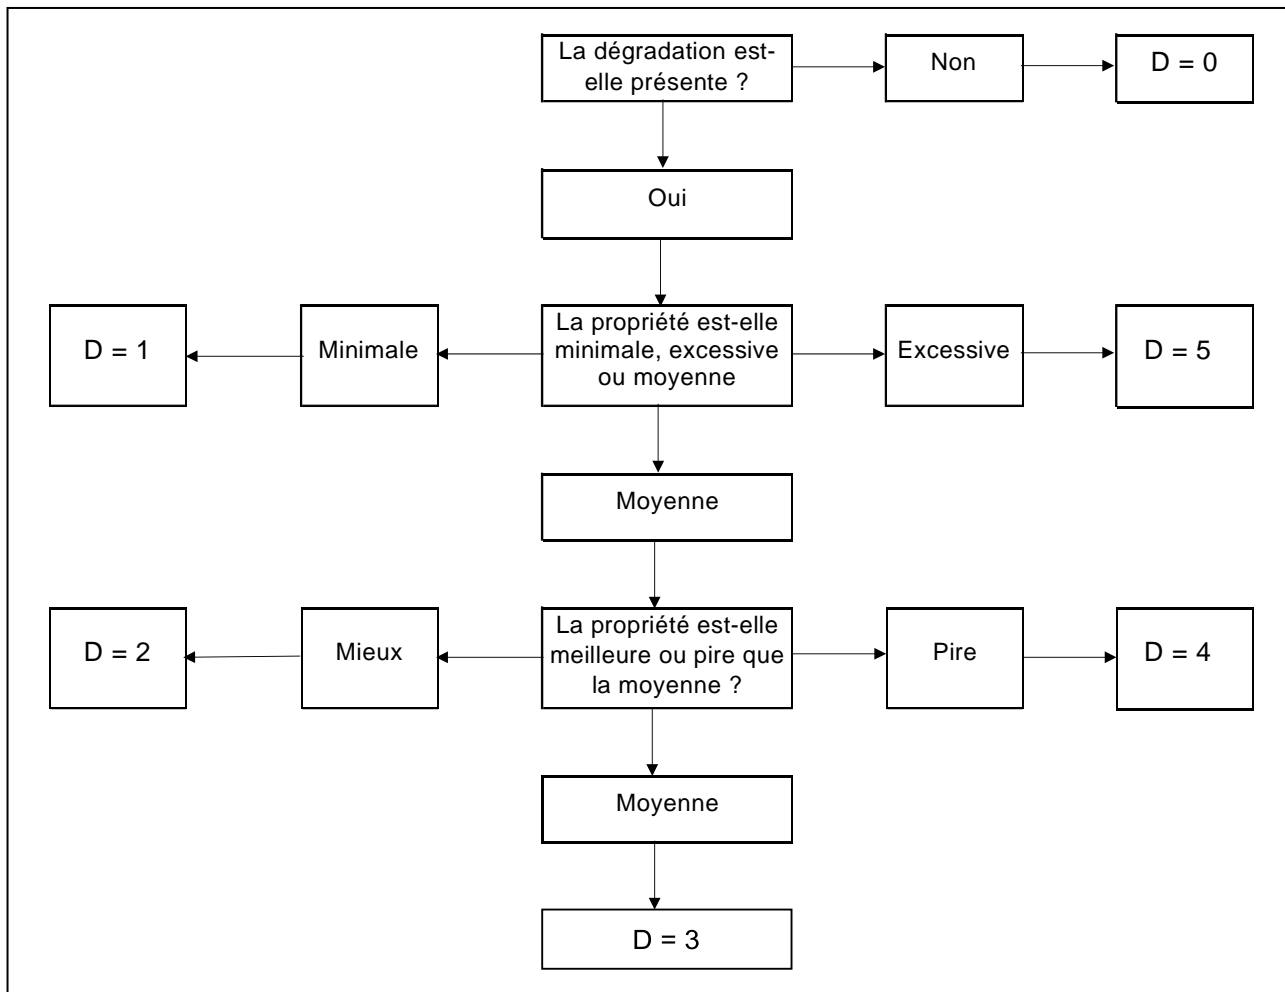 La dégradation est-
elle présente ?
Non
D = 0
Oui
D = 1
Minimale
La propriété est-elle
minimale, excessive
ou moyenne
Excessive
D = 5
Moyenne
D = 2
Mieux
La propriété est-elle
meilleure ou pire que
la moyenne ?
Pire
D = 4
Moyenne
D = 3